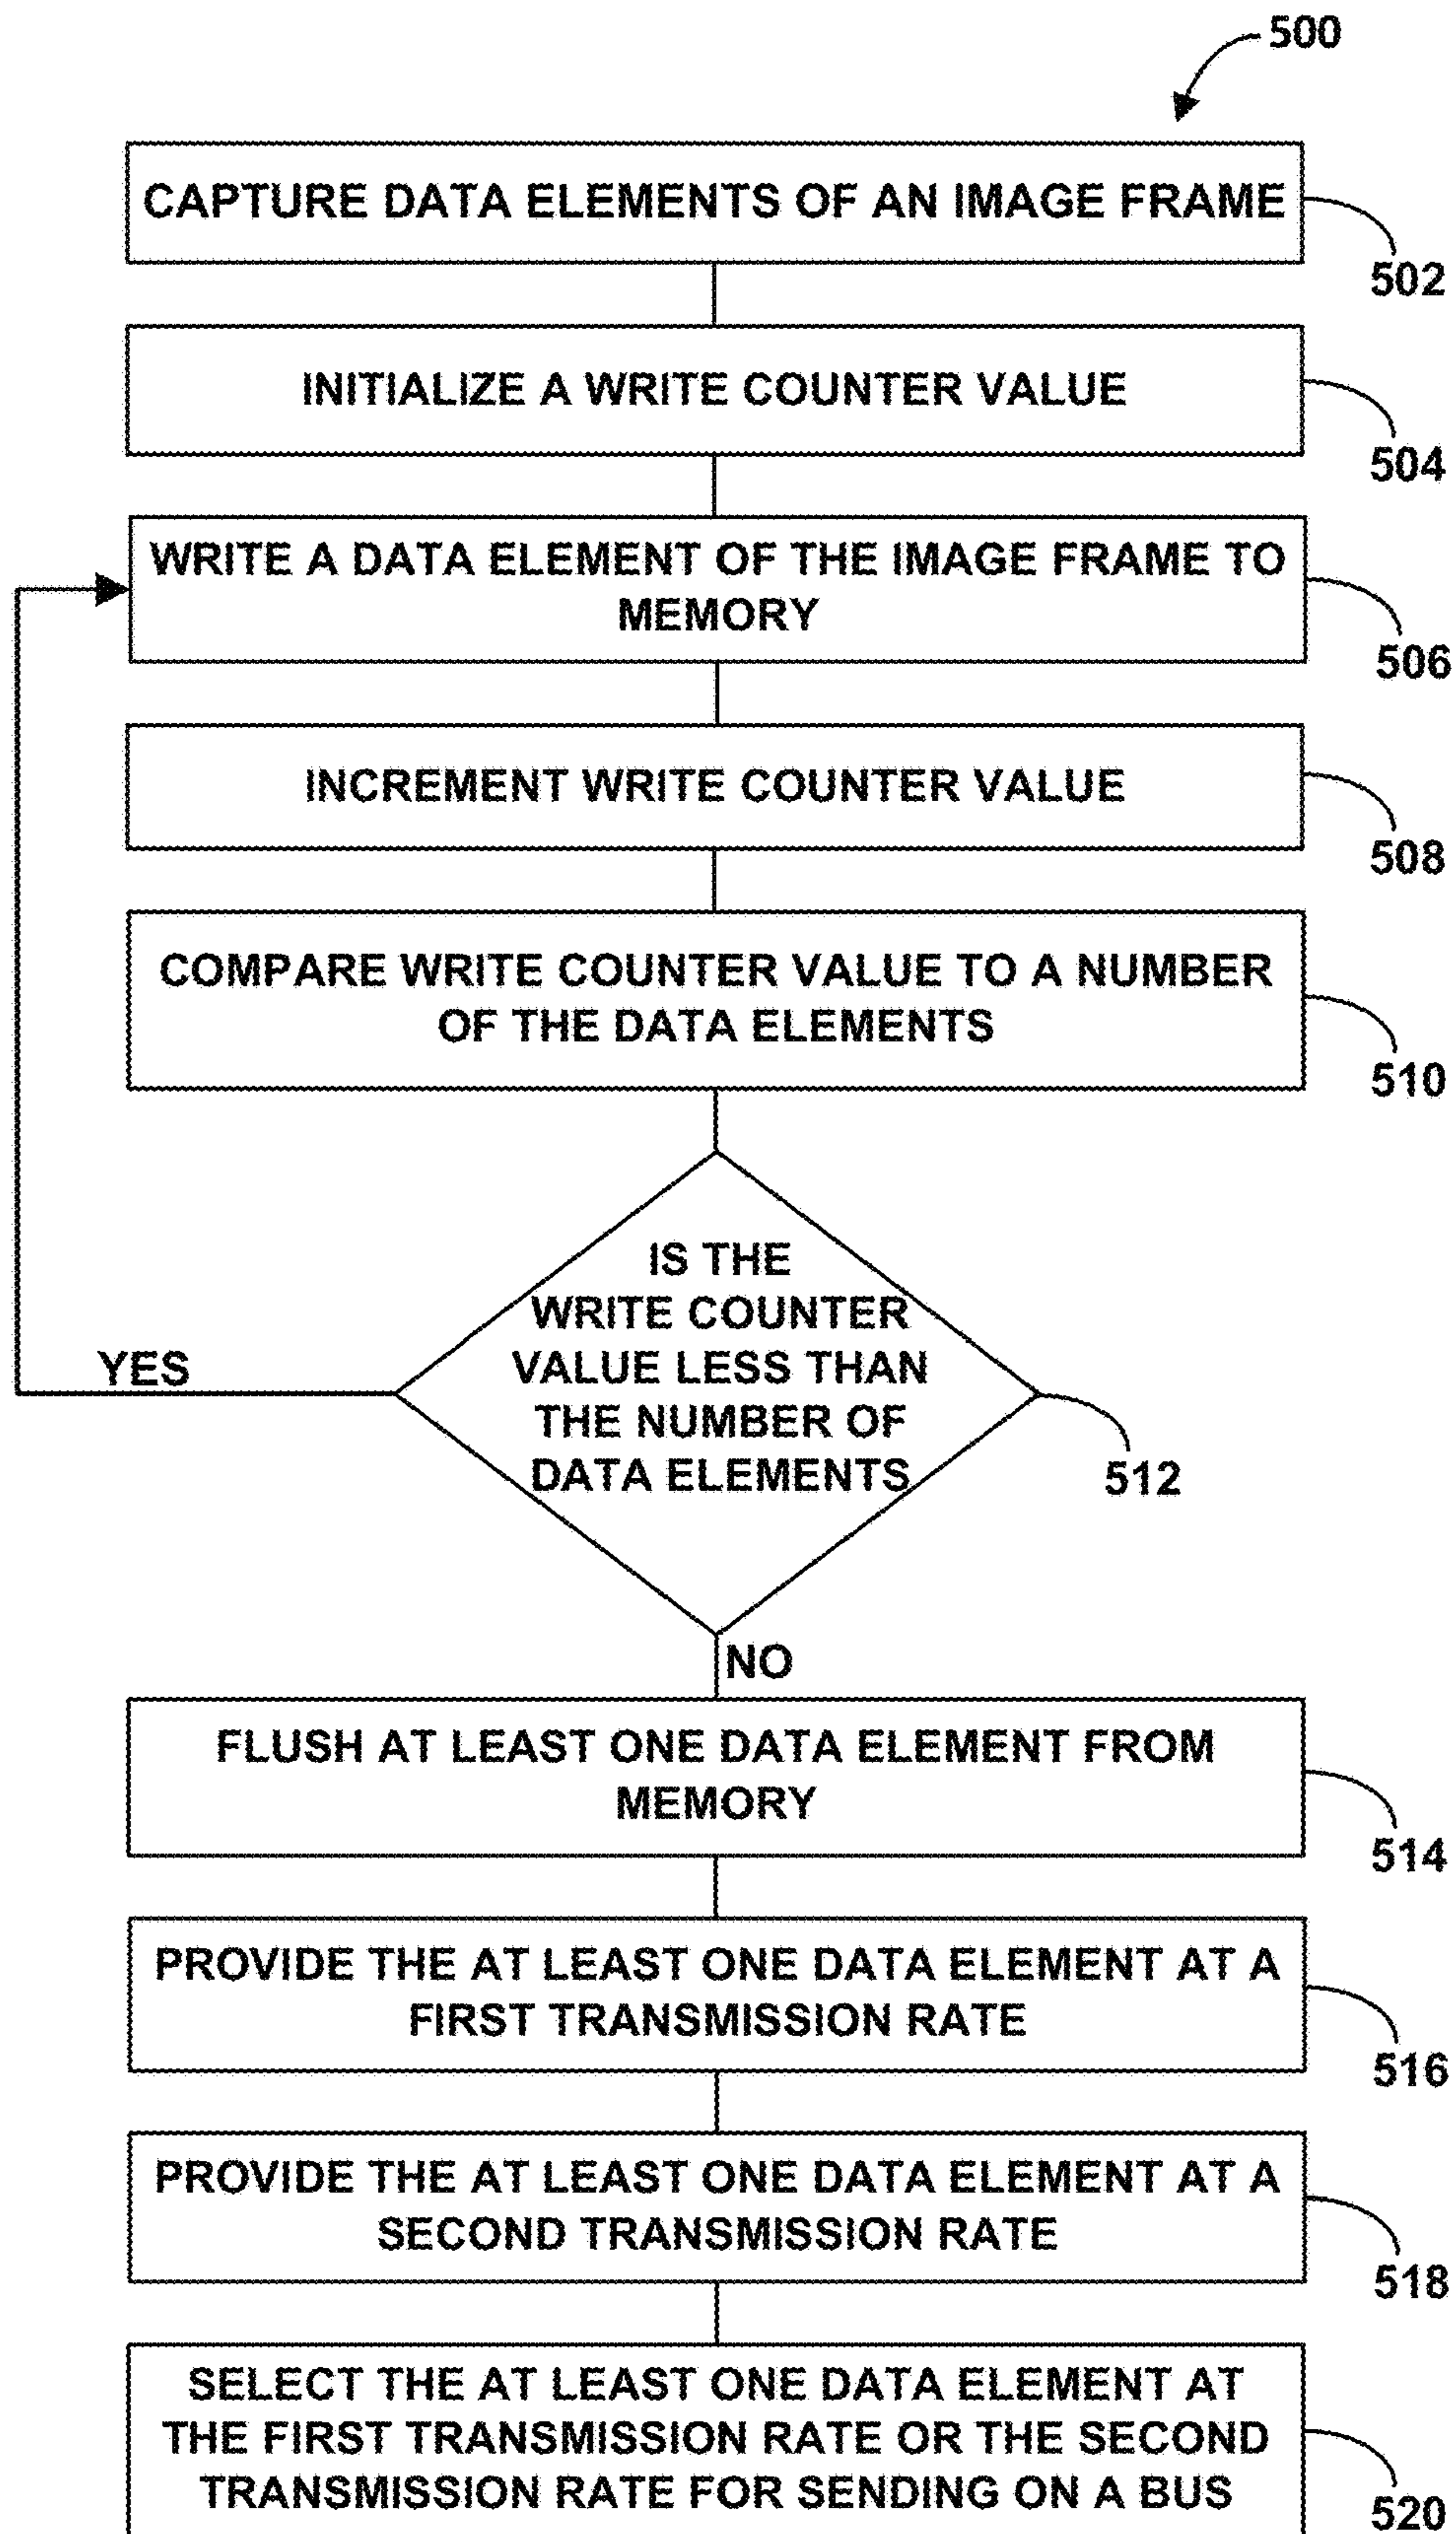 500
CAPTURE DATA ELEMENTS OF AN IMAGE FRAME
502
INITIALIZE A WRITE COUNTER VALUE
504
WRITE A DATA ELEMENT OF THE IMAGE FRAME TO
MEMORY
506
INCREMENT WRITE COUNTER VALUE
508
COMPARE WRITE COUNTER VALUE TO A NUMBER
OF THE DATA ELEMENTS
510
IS THE
WRITE COUNTER
VALUE LESS THAN
THE NUMBER OF
DATA ELEMENTS
YES
512
NO
FLUSH AT LEAST ONE DATA ELEMENT FROM
MEMORY
514
PROVIDE THE AT LEAST ONE DATA ELEMENT AT A
FIRST TRANSMISSION RATE
516
PROVIDE THE AT LEAST ONE DATA ELEMENT AT A
SECOND TRANSMISSION RATE
518
SELECT THE AT LEAST ONE DATA ELEMENT AT
THE FIRST TRANSMISSION RATE OR THE SECOND
TRANSMISSION RATE FOR SENDING ON A BUS
520